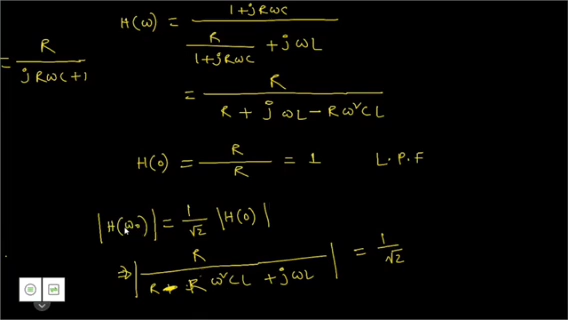 1+jRωC
H(ω) = R / (R/(1+jRωC) + jωL)
= R / (jRωC+1)
= R / (R + jωL − Rω²CL)
H(0) = R/R = 1 L.P.F
|H(ω₀)| = 1/√2 |H(0)|
⇒ |R / (R - Rω²CL + jωL)| = 1/√2